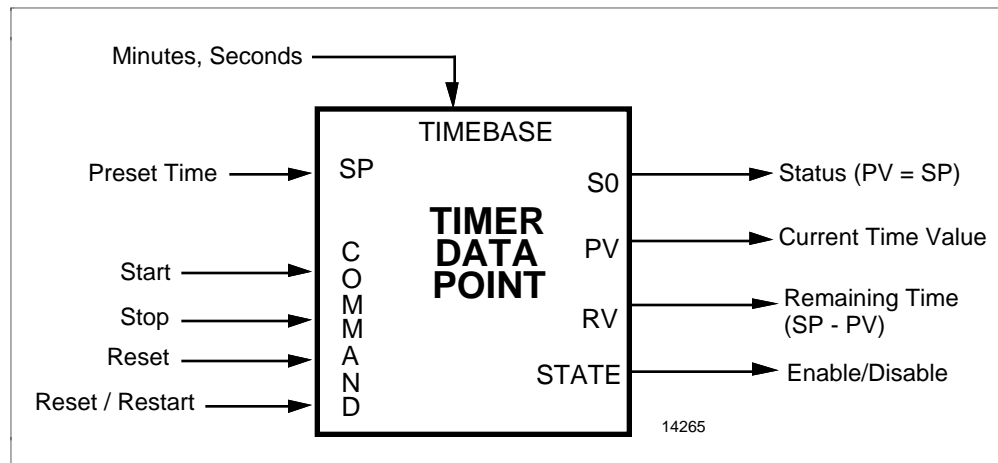 Minutes, Seconds
TIMEBASE
Preset Time
SP
S0
Status (PV = SP)
TIMER
DATA
POINT
PV
Current Time Value
COMMAND
Start
Stop
Reset
Reset / Restart
RV
Remaining Time
(SP - PV)
STATE
Enable/Disable
14265